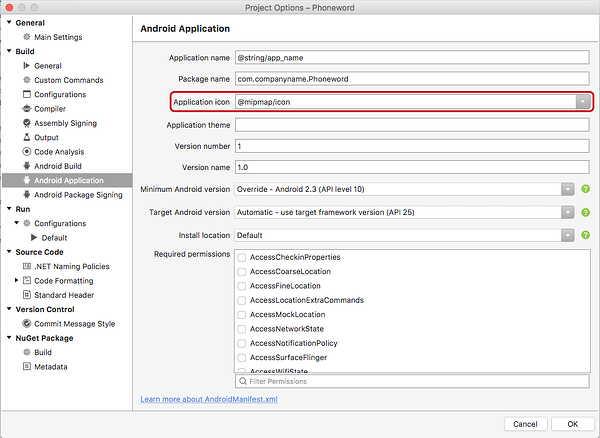 Project Options – Phoneword
General
Main Settings
Build
General
Custom Commands
Configurations
Compiler
Assembly Signing
Output
Code Analysis
Android Build
Android Application
Android Package Signing
Run
Configurations
Default
Source Code
.NET Naming Policies
Code Formatting
Standard Header
Version Control
Commit Message Style
NuGet Package
Build
Metadata
Android Application
Application name @string/app_name
Package name com.companyname.Phoneword
Application icon @mipmap/icon
Application theme
Version number 1
Version name 1.0
Minimum Android version Override - Android 2.3 (API level 10) ?
Target Android version Automatic - use target framework version (API 25) ?
Install location Default ?
Required permissions
AccessCheckinProperties
AccessCoarseLocation
AccessFineLocation
AccessLocationExtraCommands
AccessMockLocation
AccessNetworkState
AccessNotificationPolicy
AccessSurfaceFlinger
AccessWifiState
Filter Permissions
Learn more about AndroidManifest.xml
Cancel
OK